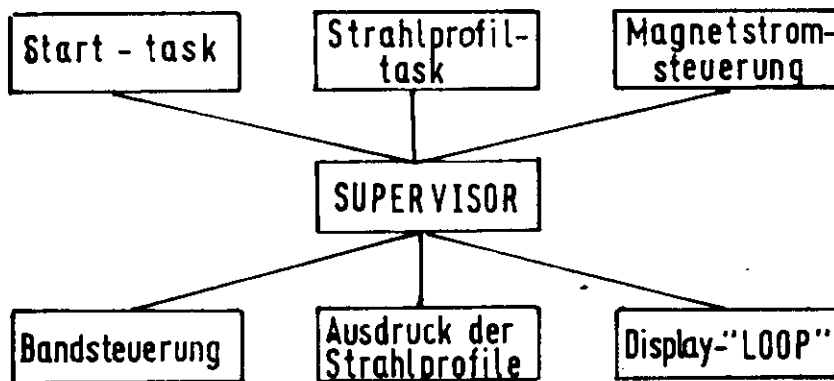 Start - task
Strahlprofil-
task
Magnetstrom-
steuerung
SUPERVISOR
Bandsteuerung
Ausdruck der
Strahlprofile
Display-"LOOP"